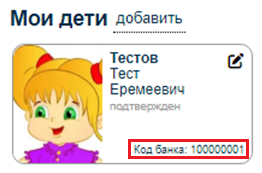 Мои дети добавить
Тестов
Тест
Еремеевич
подтвержден
Код банка: 100000001